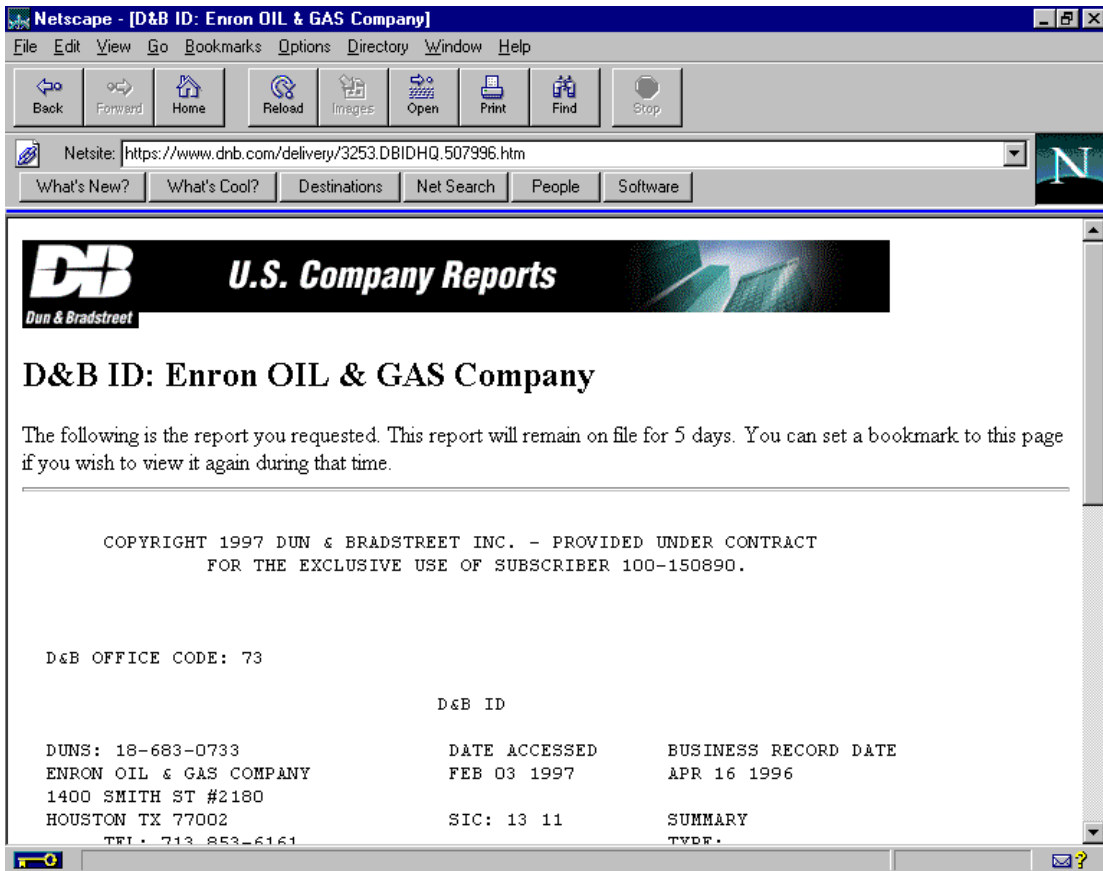 Netscape - [D&B ID: Enron OIL & GAS Company]
File Edit View Go Bookmarks Options Directory Window Help
Back Forward Home Reload Images Open Print Find Stop
Netsite: https://www.dnb.com/delivery/3253.DBIDHQ.507996.htm
N
What's New? What's Cool? Destinations Net Search People Software
D&B U.S. Company Reports
Dun & Bradstreet
D&B ID: Enron OIL & GAS Company
The following is the report you requested. This report will remain on file for 5 days. You can set a bookmark to this page
if you wish to view it again during that time.
COPYRIGHT 1997 DUN & BRADSTREET INC. - PROVIDED UNDER CONTRACT
FOR THE EXCLUSIVE USE OF SUBSCRIBER 100-150890.
D&B OFFICE CODE: 73
D&B ID
DUNS: 18-683-0733 DATE ACCESSED BUSINESS RECORD DATE
ENRON OIL & GAS COMPANY FEB 03 1997 APR 16 1996
1400 SMITH ST #2180
HOUSTON TX 77002 SIC: 13 11 SUMMARY
TEL: 713 853-6161 TYPE: